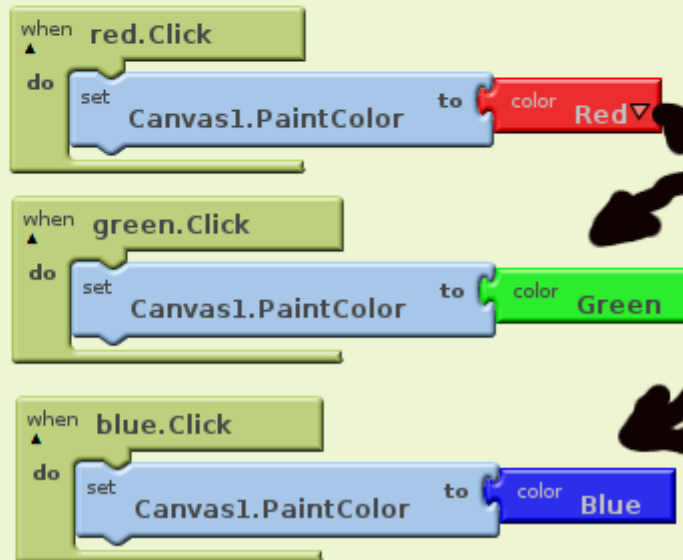 when red.Click
do set Canvas1.PaintColor to color Red
when green.Click
do set Canvas1.PaintColor to color Green
when blue.Click
do set Canvas1.PaintColor to color Blue